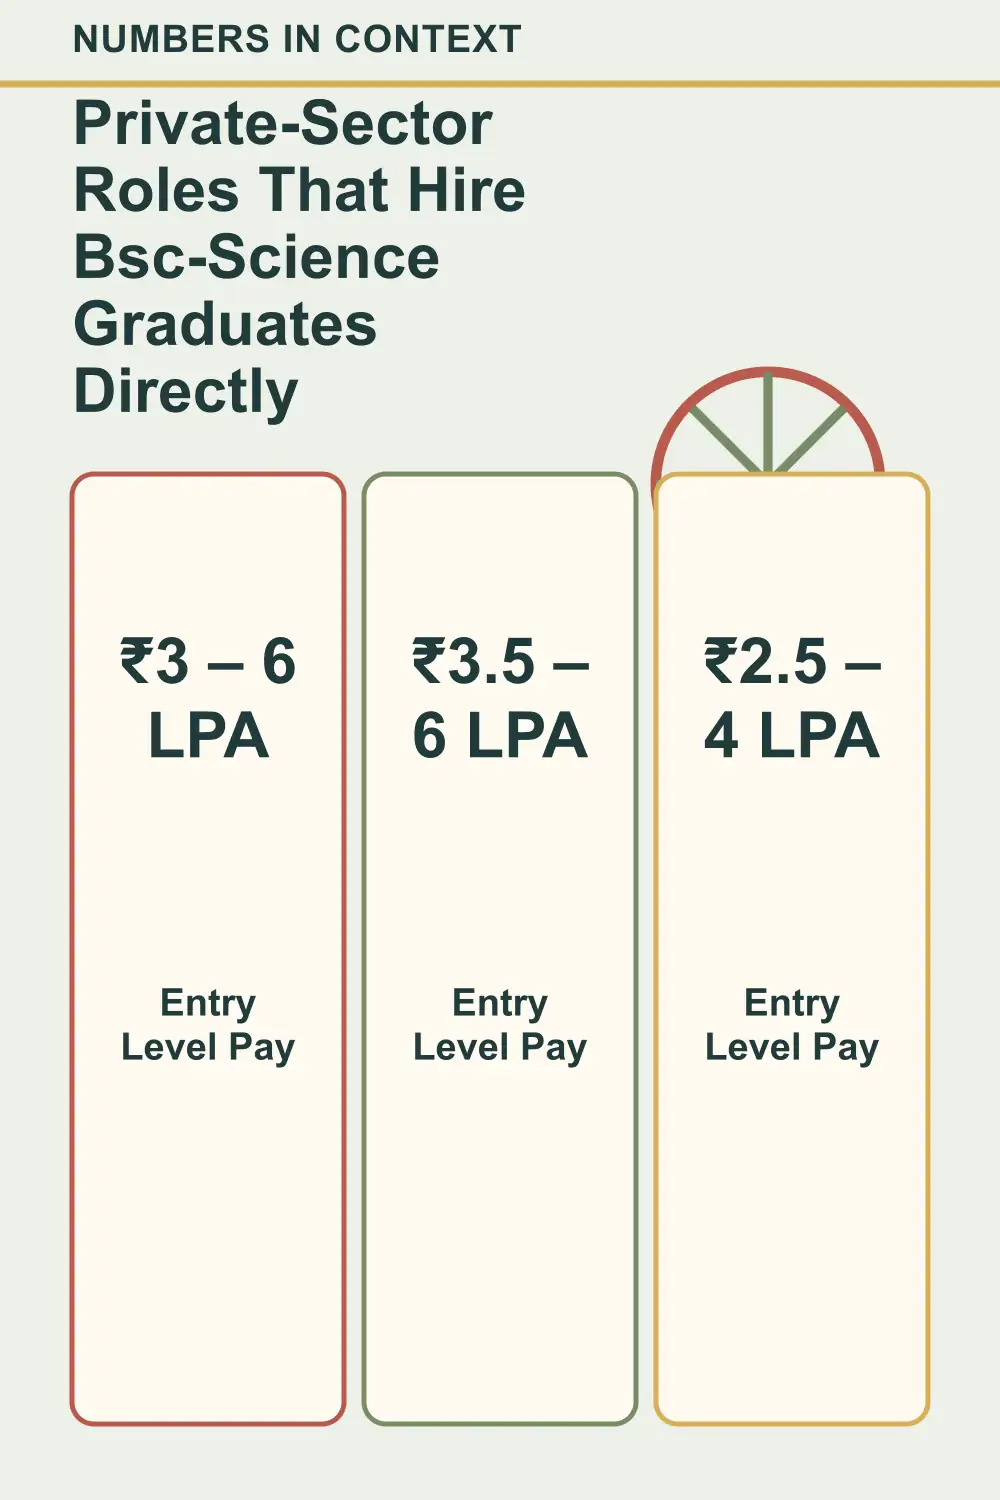 NUMBERS IN CONTEXT
Private-Sector
Roles That Hire
Bsc-Science
Graduates
Directly
₹3 – 6
LPA
Entry
Level Pay
₹3.5 –
6 LPA
Entry
Level Pay
₹2.5 –
4 LPA
Entry
Level Pay